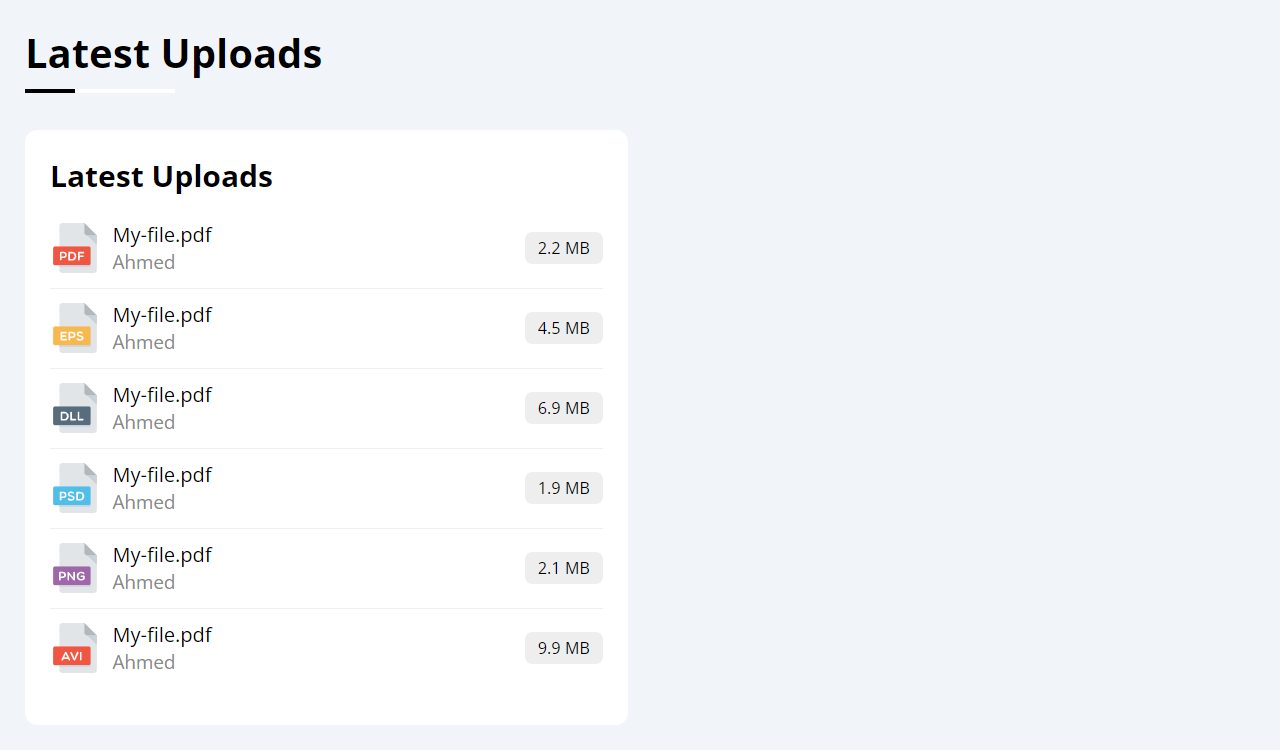 Latest Uploads
Latest Uploads
PDF
My-file.pdf
Ahmed
2.2 MB
EPS
My-file.pdf
Ahmed
4.5 MB
DLL
My-file.pdf
Ahmed
6.9 MB
PSD
My-file.pdf
Ahmed
1.9 MB
PNG
My-file.pdf
Ahmed
2.1 MB
AVI
My-file.pdf
Ahmed
9.9 MB